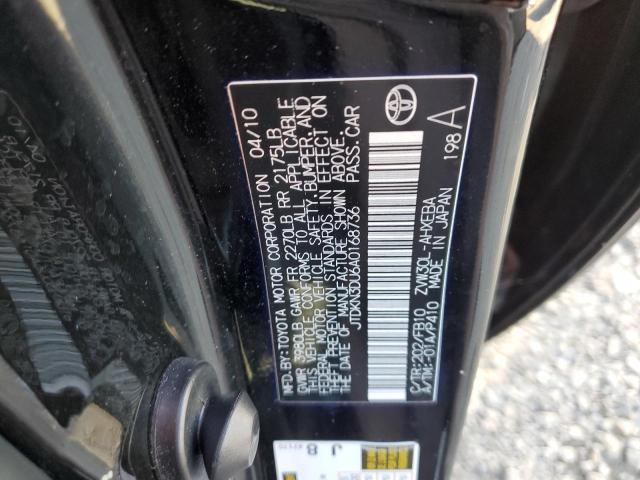 MFD.BY:TOYOTA MOTOR CORPORATION 04/10
GVWR 3980LB GAWR FR 2270LB RR 2175LB
THIS VEHICLE CONFORMS TO ALL APPLICABLE
FEDERAL MOTOR VEHICLE SAFETY, BUMPER, AND
THEFT PREVENTION STANDARDS IN EFFECT ON
THE DATE OF MANUFACTURE SHOWN ABOVE.
JTDKN3DU6A0168736 PASS.CAR
C/TR:202/FB10 ZVW30L-AHXEBA
A/TM:-01A/P410 MADE IN JAPAN
198 A
J 8